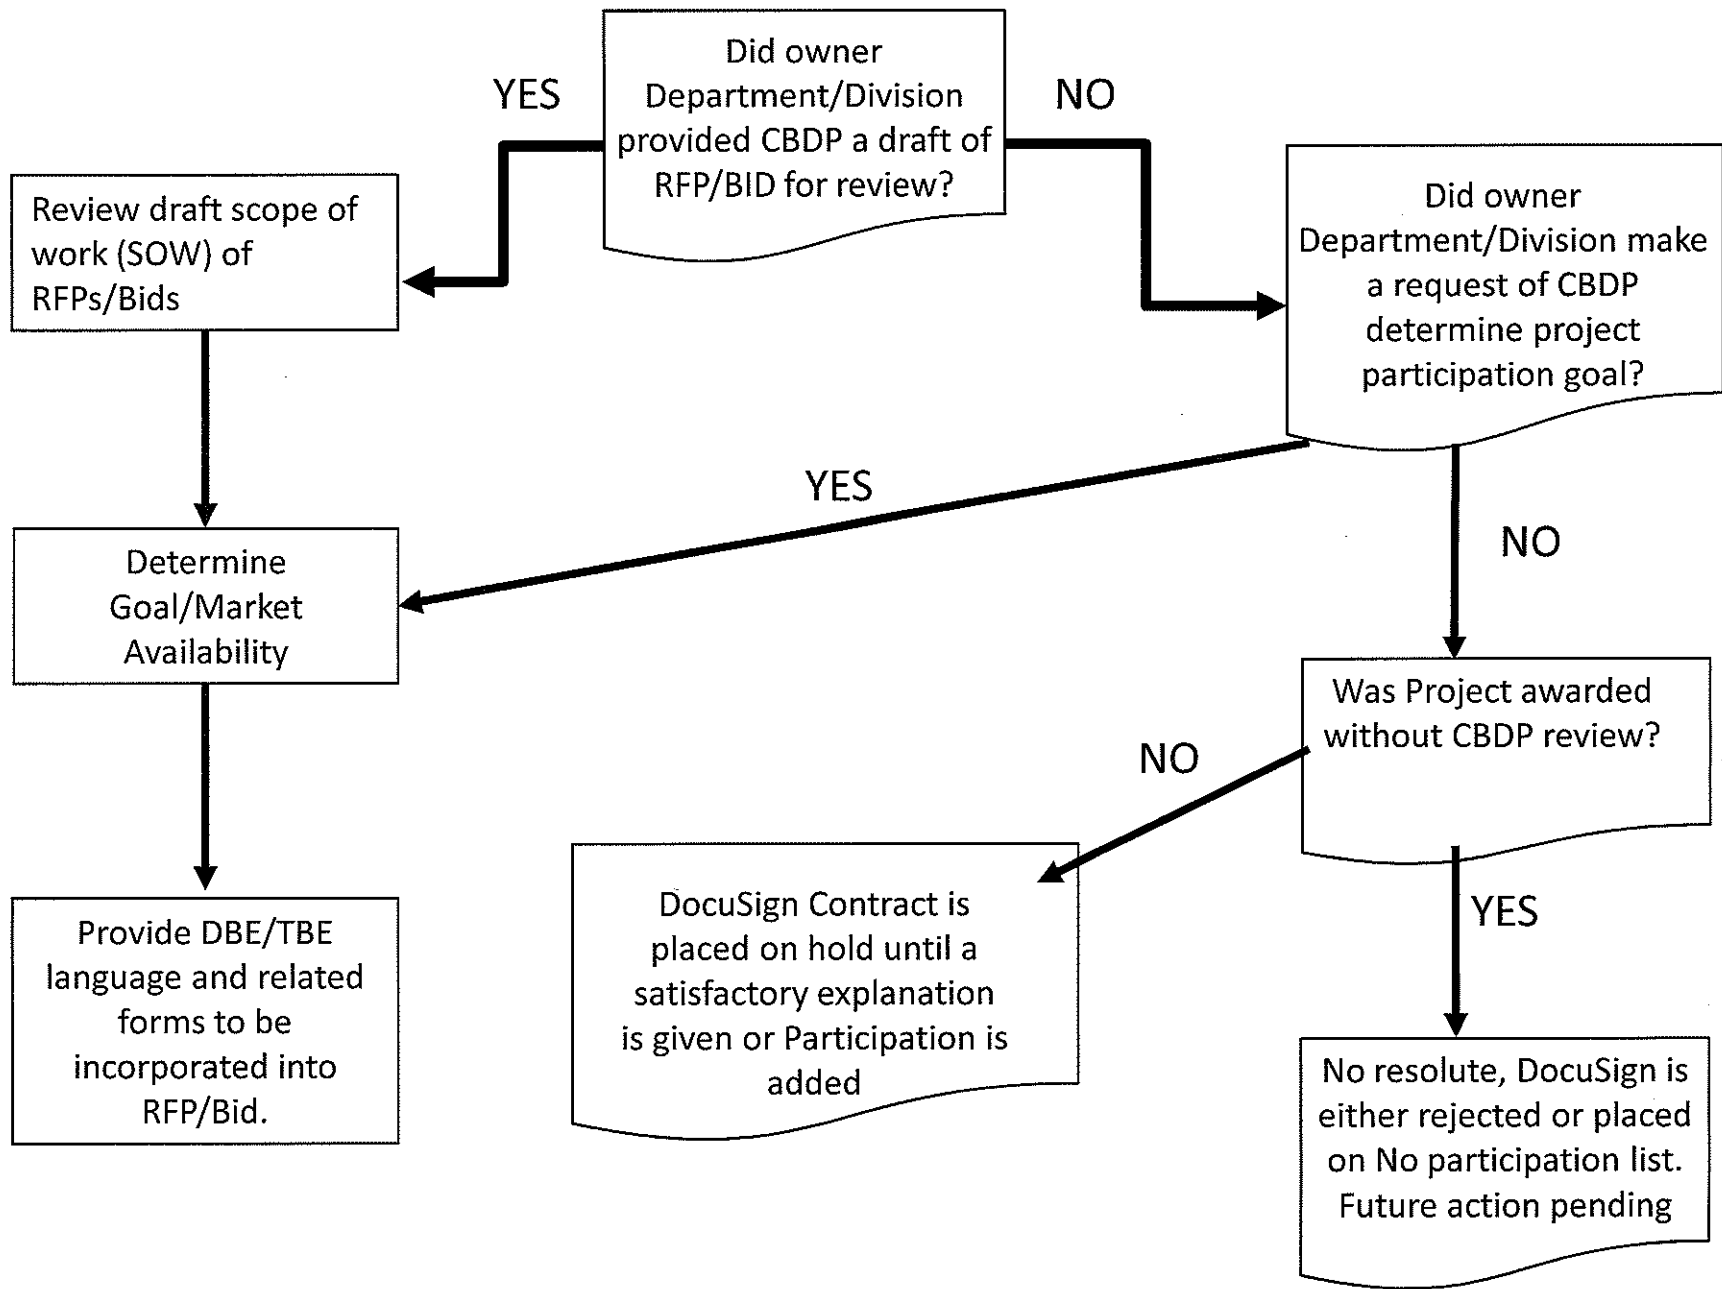 Did owner
Department/Division
provided CBDP a draft of
RFP/BID for review?
YES
NO
Review draft scope of
work (SOW) of
RFPs/Bids
Did owner
Department/Division make
a request of CBDP
determine project
participation goal?
YES
NO
Determine
Goal/Market
Availability
Was Project awarded
without CBDP review?
NO
YES
Provide DBE/TBE
language and related
forms to be
incorporated into
RFP/Bid.
DocuSign Contract is
placed on hold until a
satisfactory explanation
is given or Participation is
added
No resolute, DocuSign is
either rejected or placed
on No participation list.
Future action pending